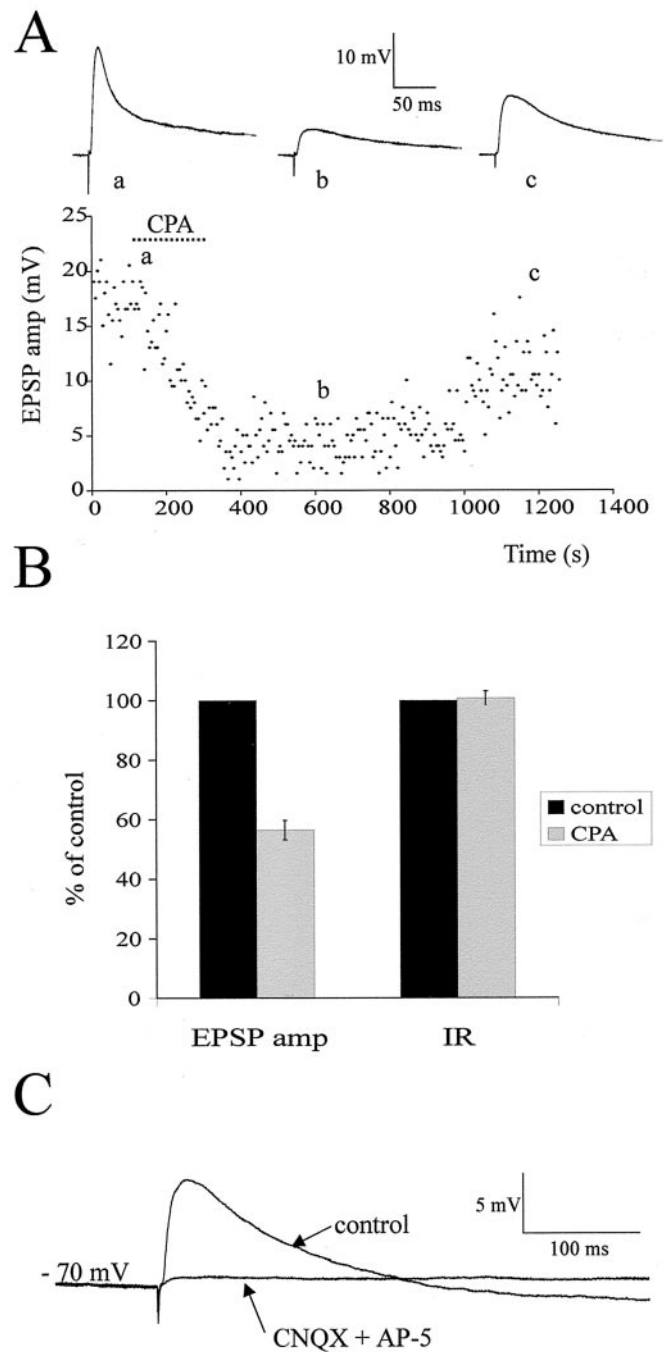 A
10 mV
50 ms
a b c
CPA
25
20
15
10
5
0
EPSP amp (mV)
a
b
c
0 200 400 600 800 1000 1200 1400
Time (s)
B
120
100
80
60
40
20
0
% of control
EPSP amp IR
control
CPA
C
5 mV
100 ms
control
- 70 mV
CNQX + AP-5